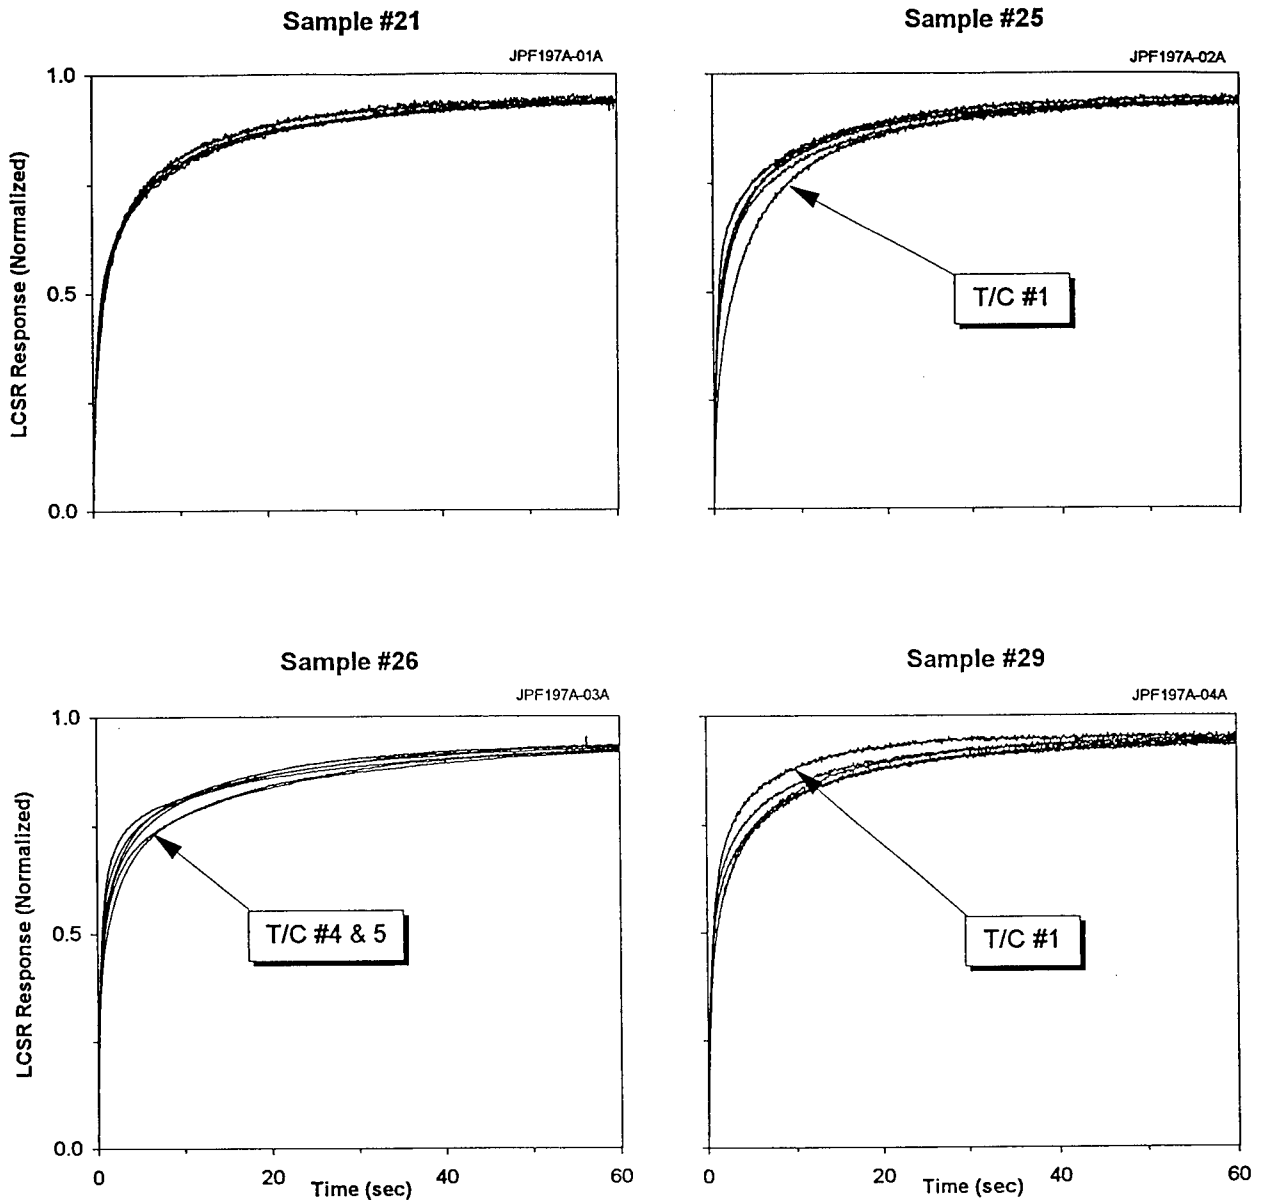 Sample #21
JPF197A-01A
1.0
0.5
0.0
LCSR Response (Normalized)
Sample #25
JPF197A-02A
T/C #1
Sample #26
JPF197A-03A
1.0
0.5
0.0
LCSR Response (Normalized)
T/C #4 & 5
0 20 40 60
Time (sec)
Sample #29
JPF197A-04A
T/C #1
0 20 40 60
Time (sec)